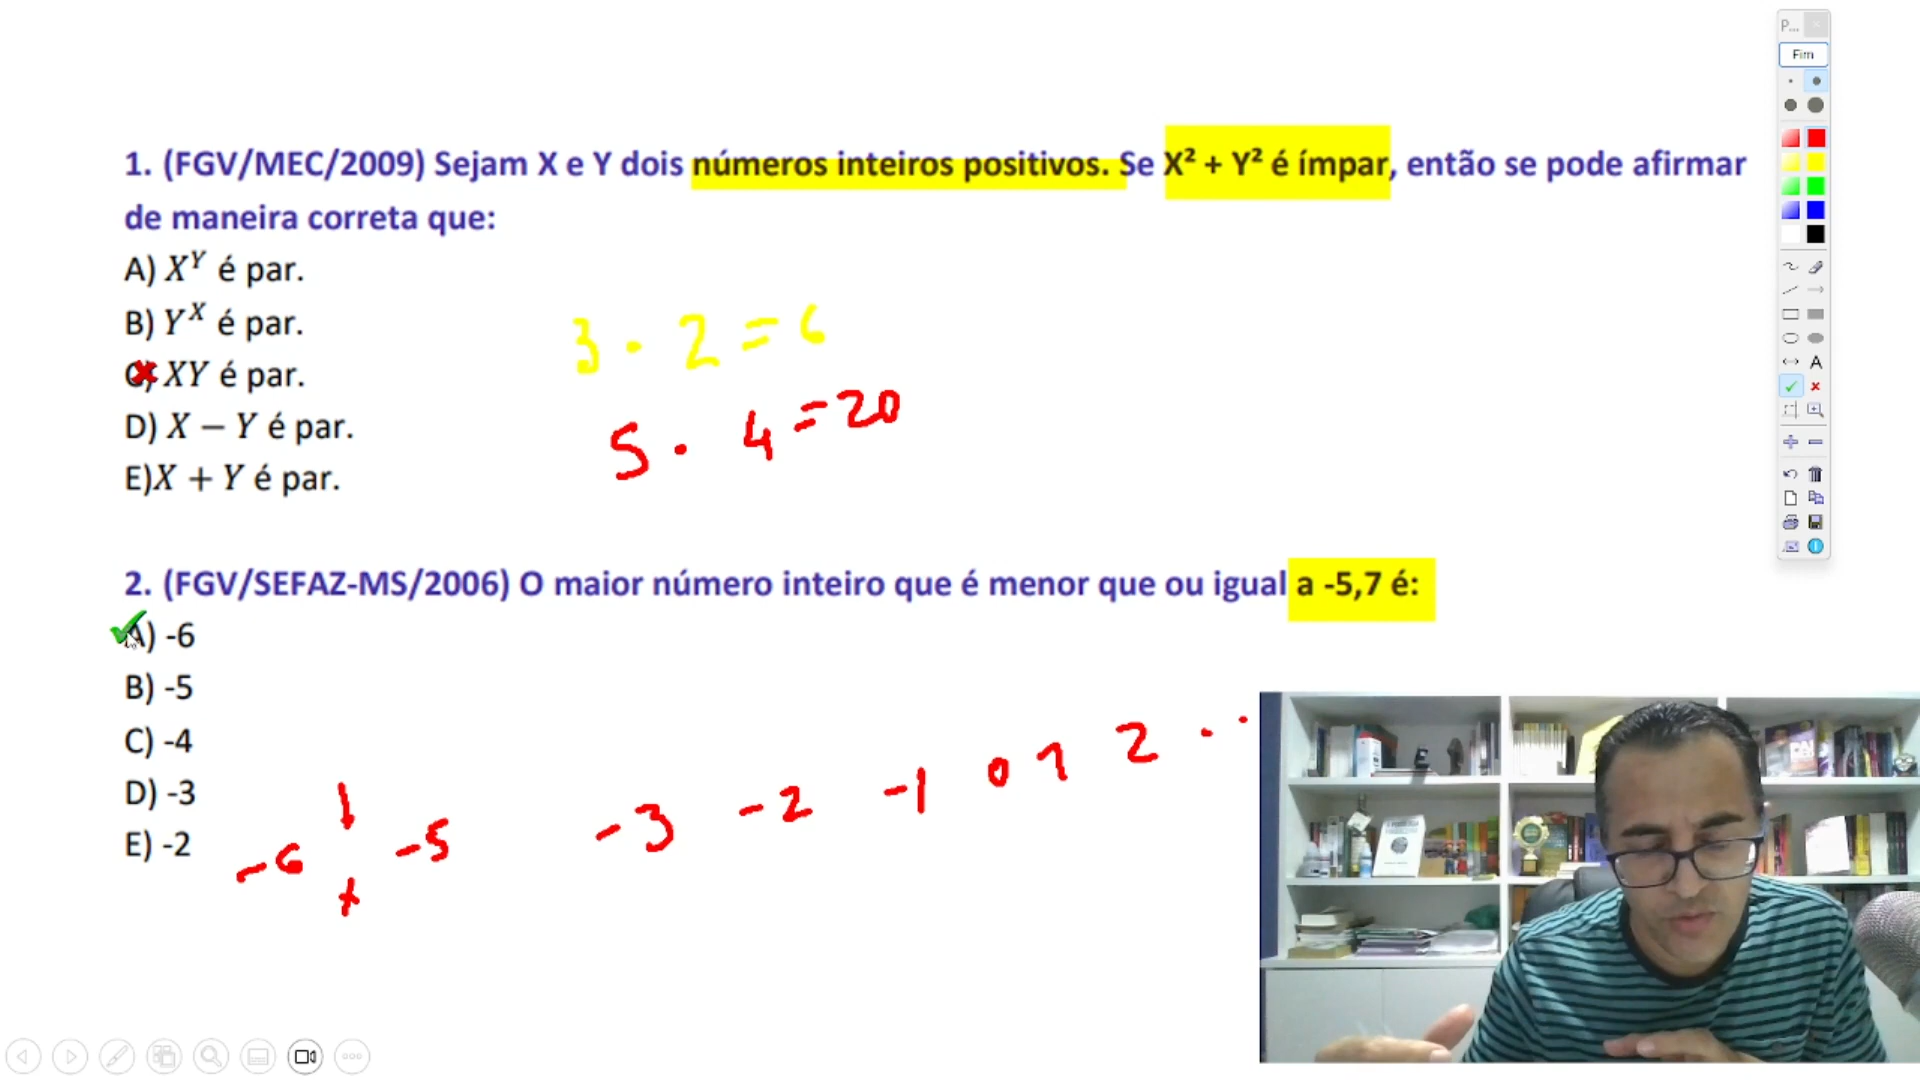 P...
Fim
1. (FGV/MEC/2009) Sejam X e Y dois números inteiros positivos. Se X² + Y² é ímpar, então se pode afirmar
de maneira correta que:
A) X^Y é par.
B) Y^X é par.
C) XY é par.
D) X − Y é par.
E)X + Y é par.
3 . 2 = 6
5 . 4 = 20
2. (FGV/SEFAZ-MS/2006) O maior número inteiro que é menor que ou igual a -5,7 é:
A) -6
B) -5
C) -4
D) -3
E) -2
-6 -5 -3 -2 -1 0 1 2 . .